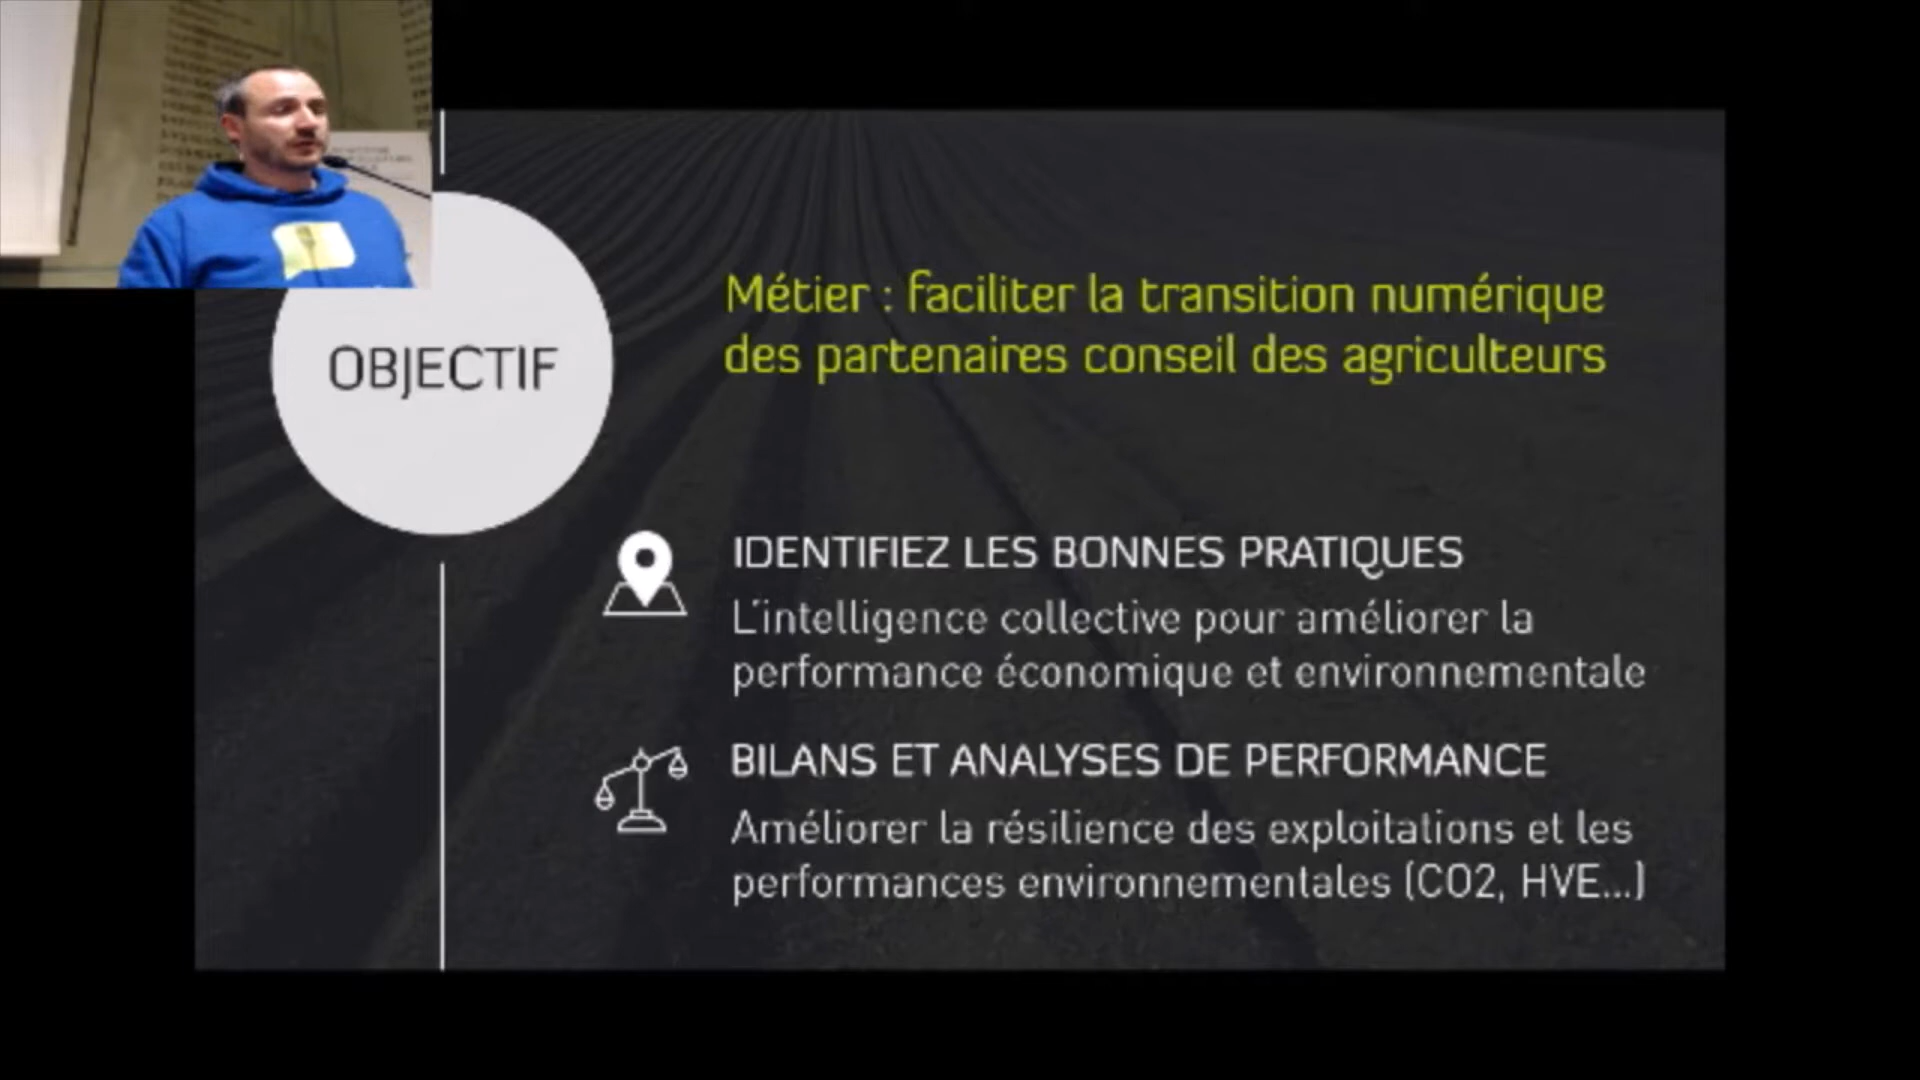 OBJECTIF
Métier : faciliter la transition numérique
des partenaires conseil des agriculteurs
IDENTIFIEZ LES BONNES PRATIQUES
L'intelligence collective pour améliorer la
performance économique et environnementale
BILANS ET ANALYSES DE PERFORMANCE
Améliorer la résilience des exploitations et les
performances environnementales (CO2, HVE...)